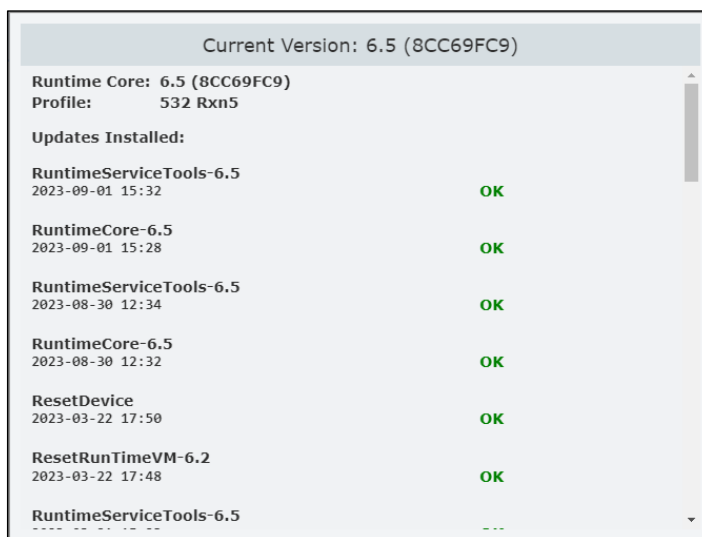 Current Version: 6.5 (8CC69FC9)
Runtime Core: 6.5 (8CC69FC9)
Profile: 532 Rxn5
Updates Installed:
RuntimeServiceTools-6.5
2023-09-01 15:32 OK
RuntimeCore-6.5
2023-09-01 15:28 OK
RuntimeServiceTools-6.5
2023-08-30 12:34 OK
RuntimeCore-6.5
2023-08-30 12:32 OK
ResetDevice
2023-03-22 17:50 OK
ResetRunTimeVM-6.2
2023-03-22 17:48 OK
RuntimeServiceTools-6.5